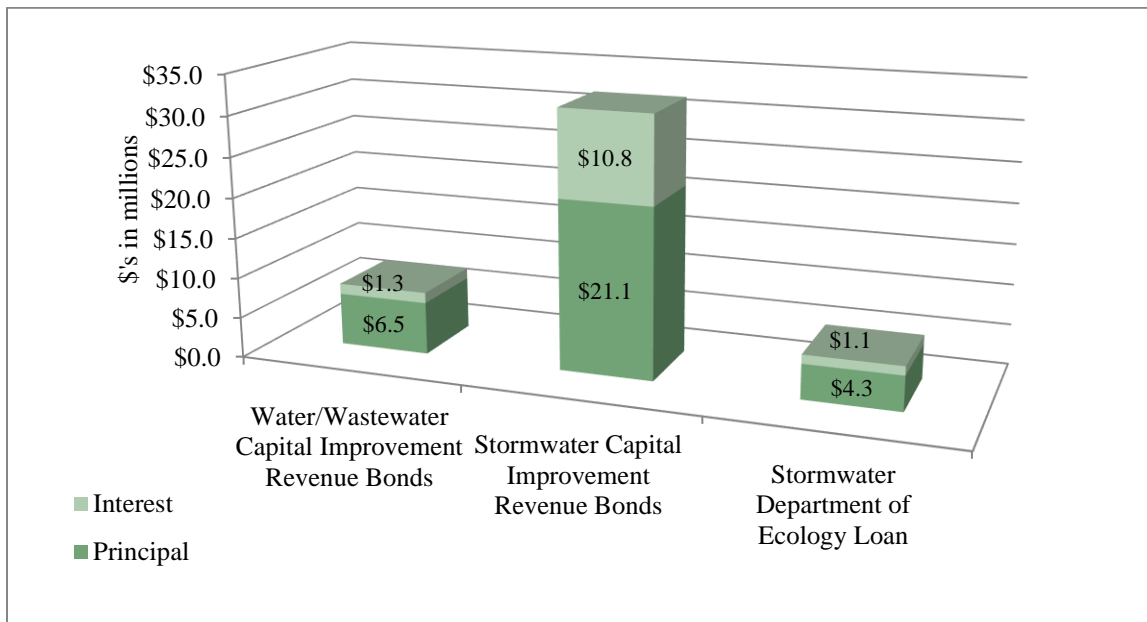 $35.0
$30.0
$25.0
$20.0
$15.0
$10.0
$5.0
$0.0
$'s in millions
$1.3
$6.5
$10.8
$21.1
$1.1
$4.3
Water/Wastewater
Capital Improvement
Revenue Bonds
Stormwater Capital
Improvement
Revenue Bonds
Stormwater
Department of
Ecology Loan
Interest
Principal